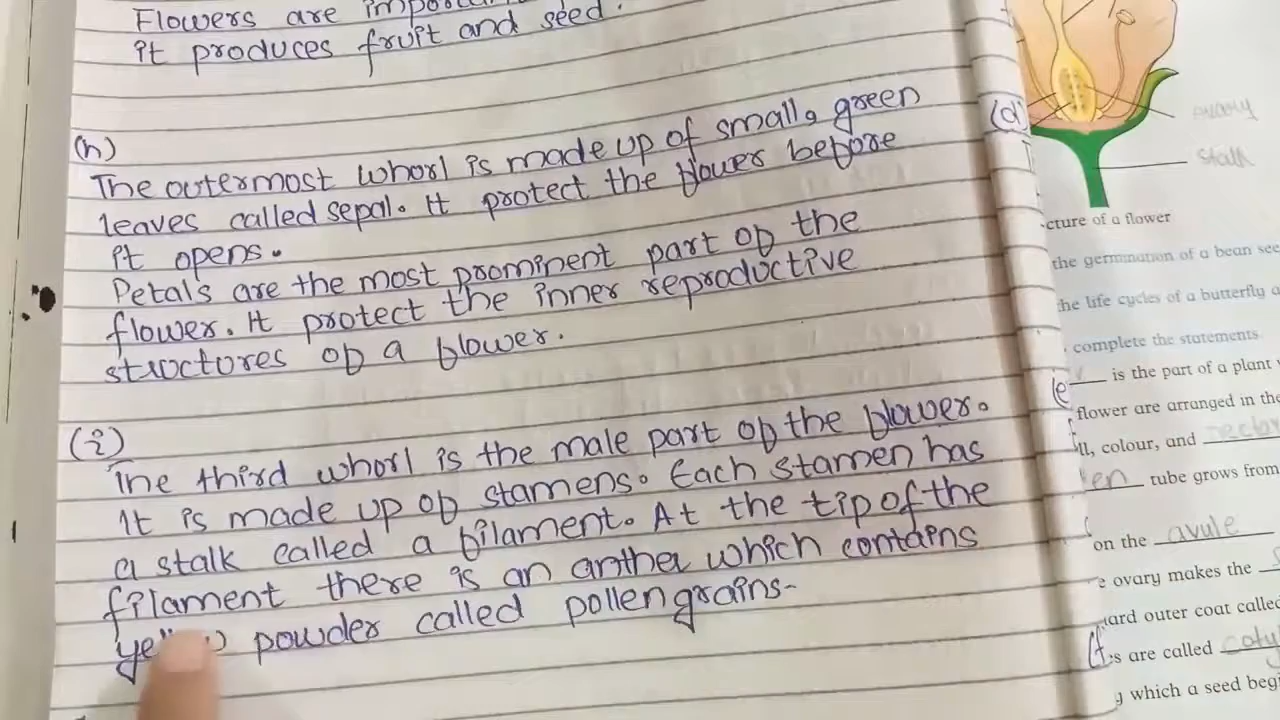 Flowers are
it produces fruit and seed.
(h)
The outermost whorl is made up of small, green
leaves called sepal. It protect the flower before
it opens.
Petals are the most prominent part of the
flower. It protect the inner reproductive
structures of a flower.
(i)
The third whorl is the male part of the flower.
It is made up of stamens. Each stamen has
a stalk called a filament. At the tip of the
filament there is an anther which contains
powder called pollen grains-
(d)
ovary
stalk
cture of a flower
the germination of a bean see
he life cycles of a butterfly a
complete the statements.
(e
is the part of a plant
flower are arranged in the
ll, colour, and nectar
en tube grows from
on the avule
e ovary makes the
ard outer coat called
(f
s are called coty
g which a seed begi